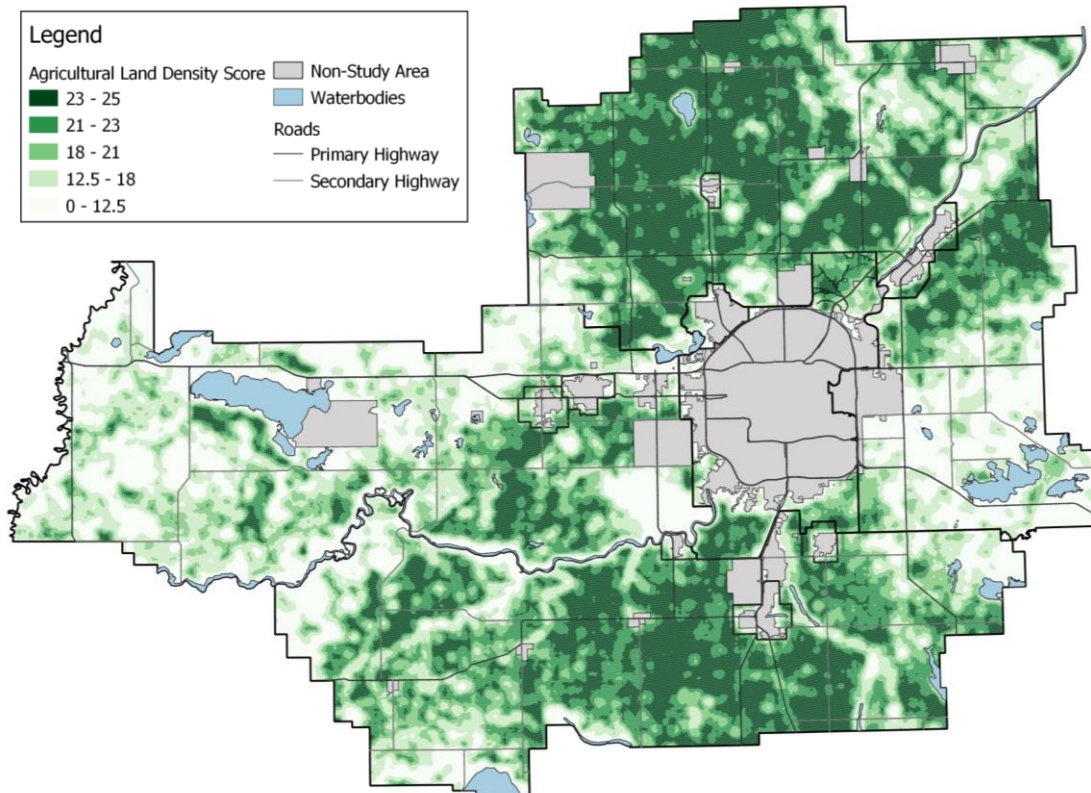 Legend
Agricultural Land Density Score
23 - 25
21 - 23
18 - 21
12.5 - 18
0 - 12.5
Non-Study Area
Waterbodies
Roads
Primary Highway
Secondary Highway